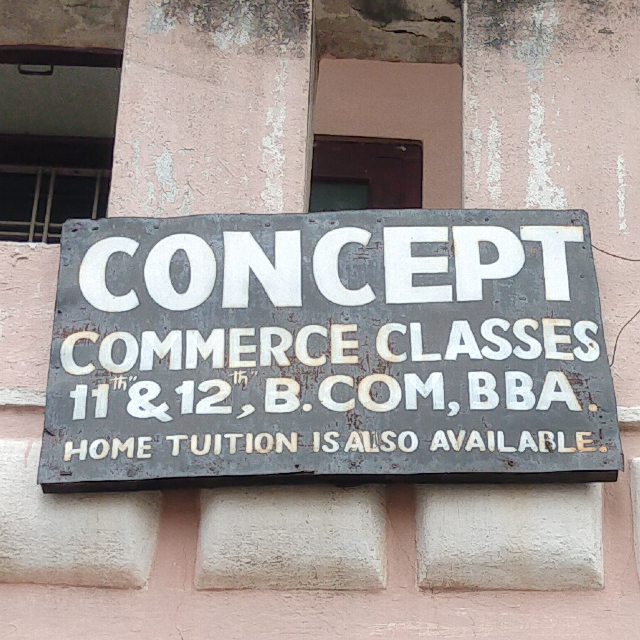 CONCEPT
COMMERCE CLASSES
11th & 12th, B.COM, BBA.
HOME TUITION IS ALSO AVAILABLE.